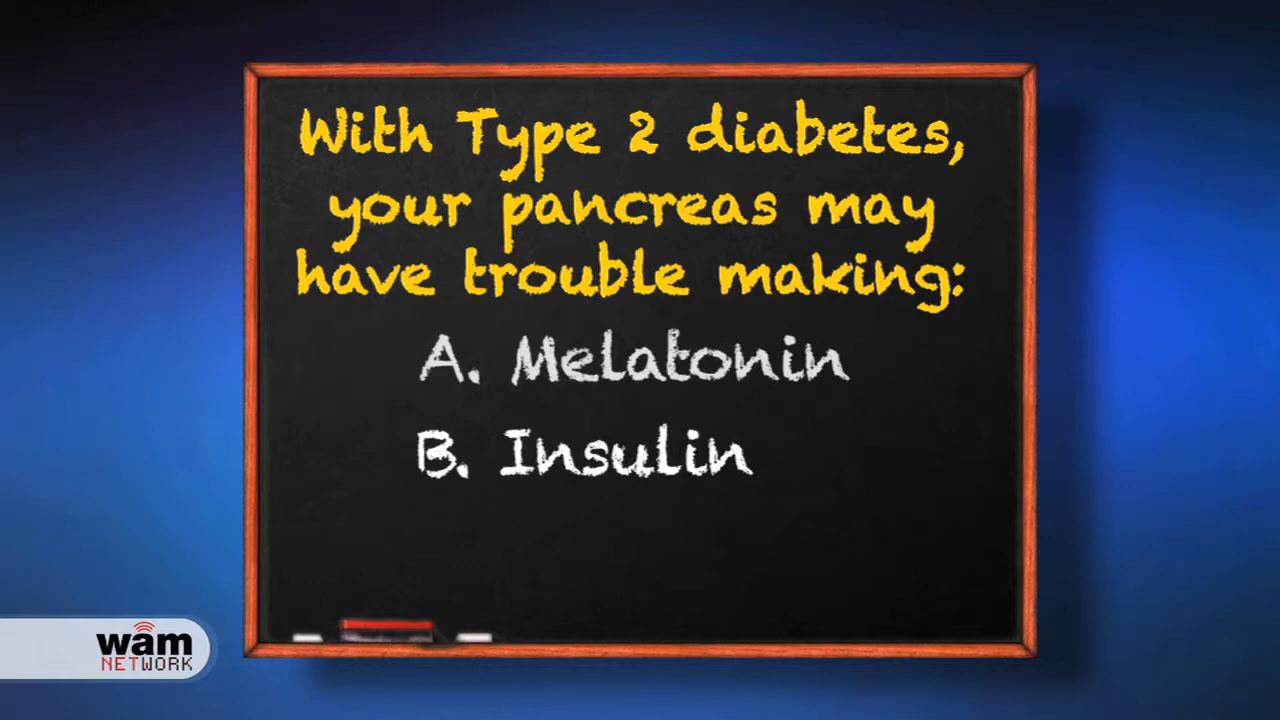 With Type 2 diabetes,
your pancreas may
have trouble making:
A. Melatonin
B. Insulin
wam
NETWORK